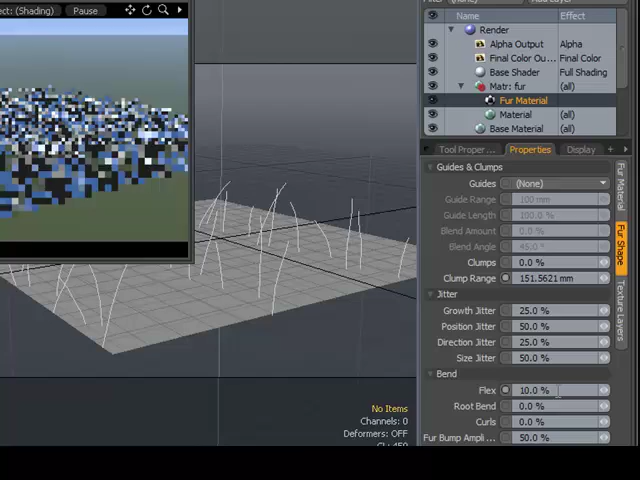 ect: (Shading) Pause
(None) Add Layer
Name Effect
Render
Alpha Output Alpha
Final Color Ou... Final Color
Base Shader Full Shading
Matr: fur (all)
Fur Material
Material (all)
Base Material (all)
Tool Proper ... Properties Display
Guides & Clumps
Guides (None)
Guide Range 100 mm
Guide Length 100.0 %
Blend Amount 0.0 %
Blend Angle 45.0 °
Clumps 0.0 %
Clump Range 151.5621 mm
Jitter
Growth Jitter 25.0 %
Position Jitter 50.0 %
Direction Jitter 25.0 %
Size Jitter 50.0 %
Bend
Flex 10.0 %
Root Bend 0.0 %
Curls 0.0 %
Fur Bump Ampli ... 50.0 %
Fur Material
Fur Shape
Texture Layers
No Items
Channels: 0
Deformers: OFF